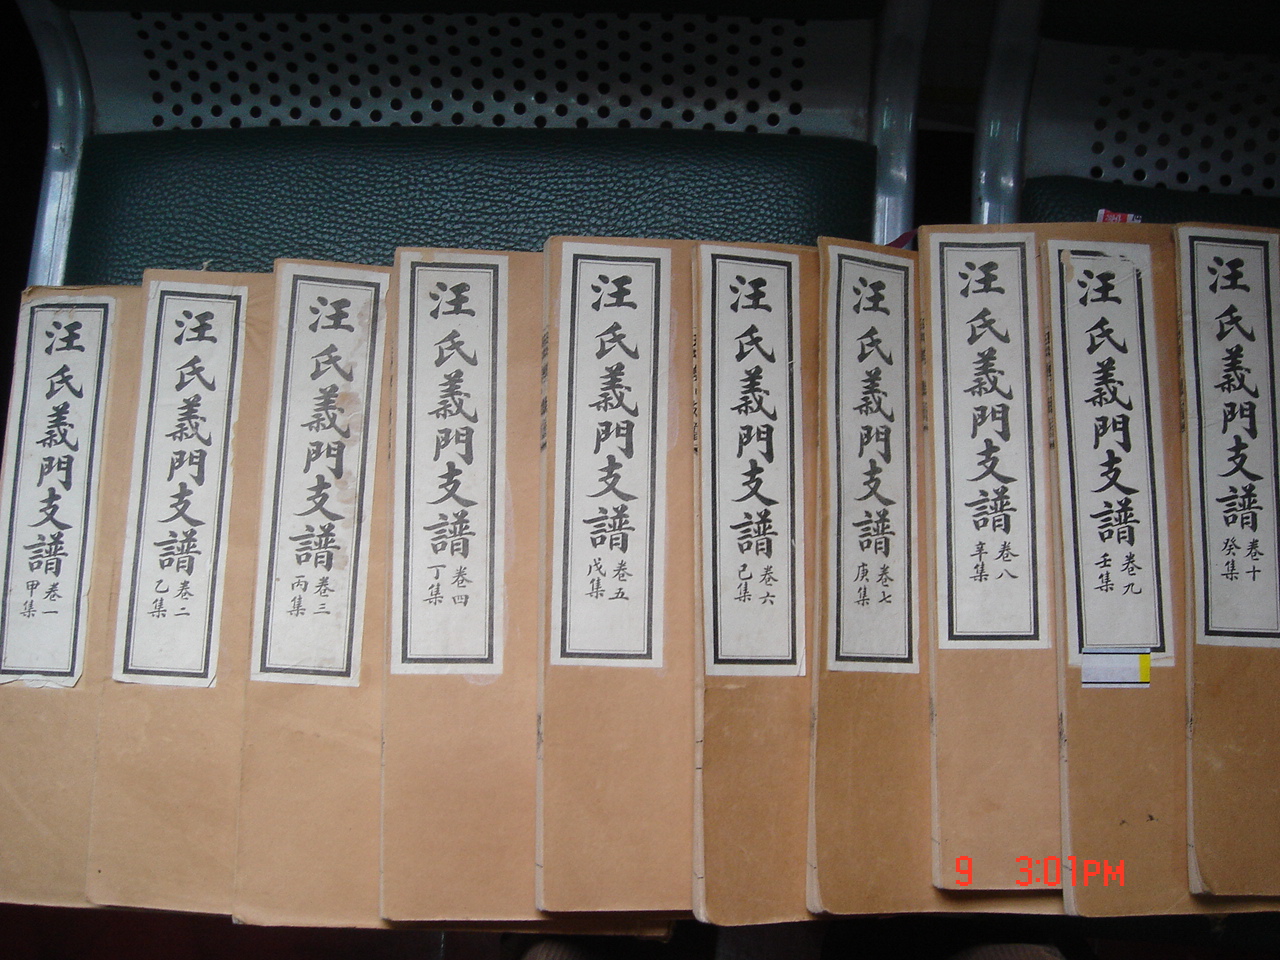 汪氏義門支譜
卷一
甲集
汪氏義門支譜
卷二
乙集
汪氏義門支譜
卷三
丙集
汪氏義門支譜
卷四
丁集
汪氏義門支譜
卷五
戊集
汪氏義門支譜
卷六
己集
汪氏義門支譜
卷七
庚集
汪氏義門支譜
卷八
辛集
汪氏義門支譜
卷九
壬集
汪氏義門支譜
卷十
癸集
9 3:01PM